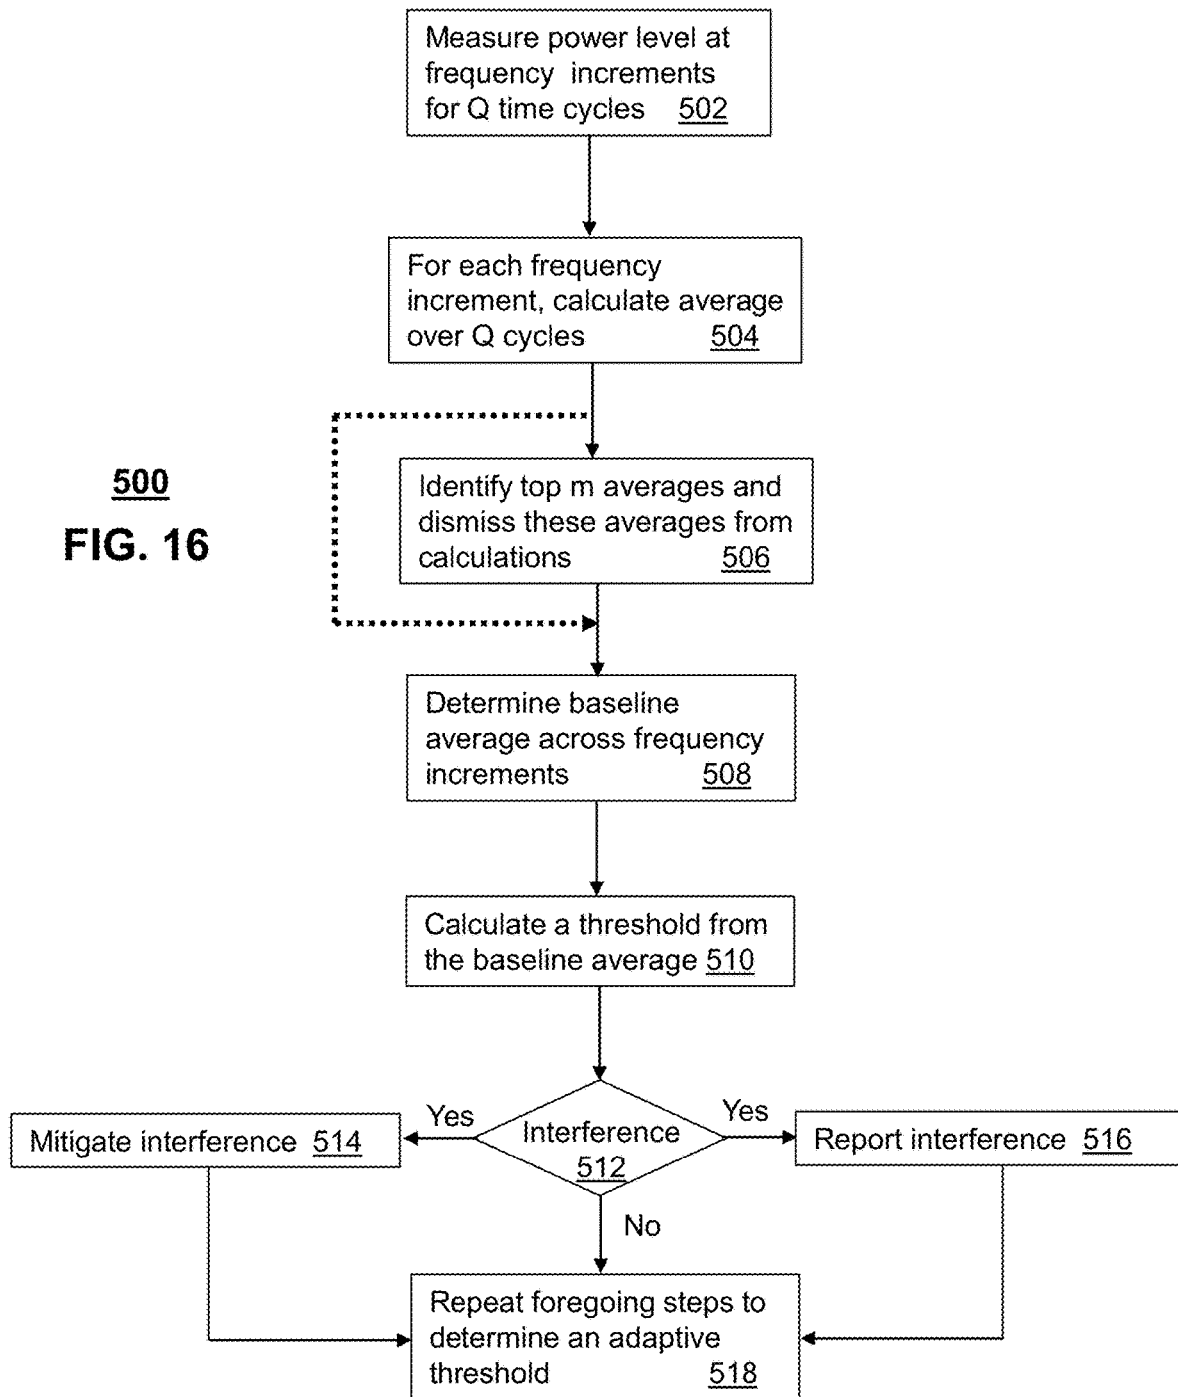 Measure power level at
frequency increments
for Q time cycles 502
For each frequency
increment, calculate average
over Q cycles 504
500
FIG. 16
Identify top m averages and
dismiss these averages from
calculations 506
Determine baseline
average across frequency
increments 508
Calculate a threshold from
the baseline average 510
Yes
Yes
Mitigate interference 514
Interference
512
Report interference 516
No
Repeat foregoing steps to
determine an adaptive
threshold 518